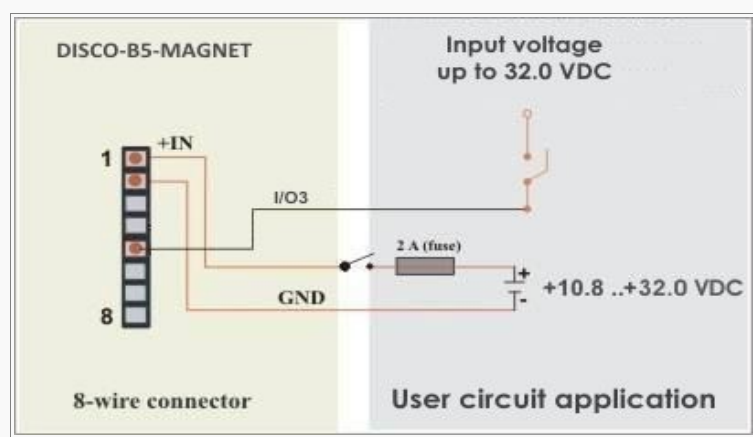 DISCO-B5-MAGNET
Input voltage
up to 32.0 VDC
1
+IN
I/O3
2 A (fuse)
+
+10.8 ..+32.0 VDC
-
GND
8
8-wire connector
User circuit application